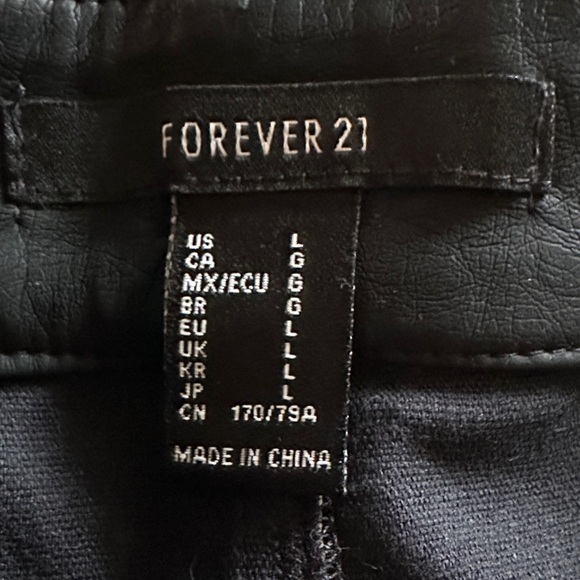 FOREVER 21
US L
CA G
MX/ECU G
BR G
EU L
UK L
KR L
JP L
CN 170/79A
MADE IN CHINA